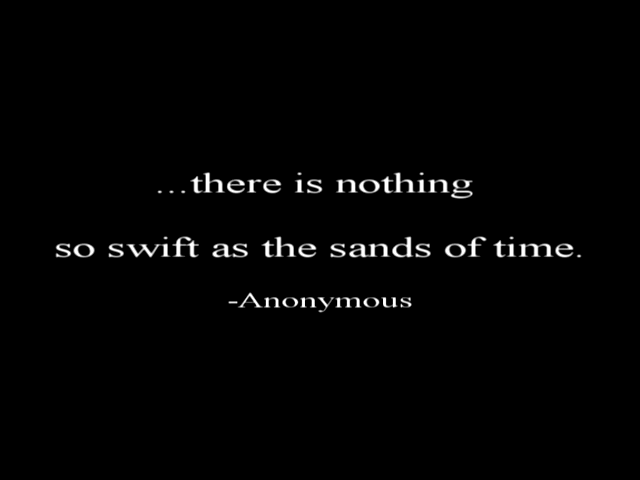 ...there is nothing
so swift as the sands of time.
-Anonymous